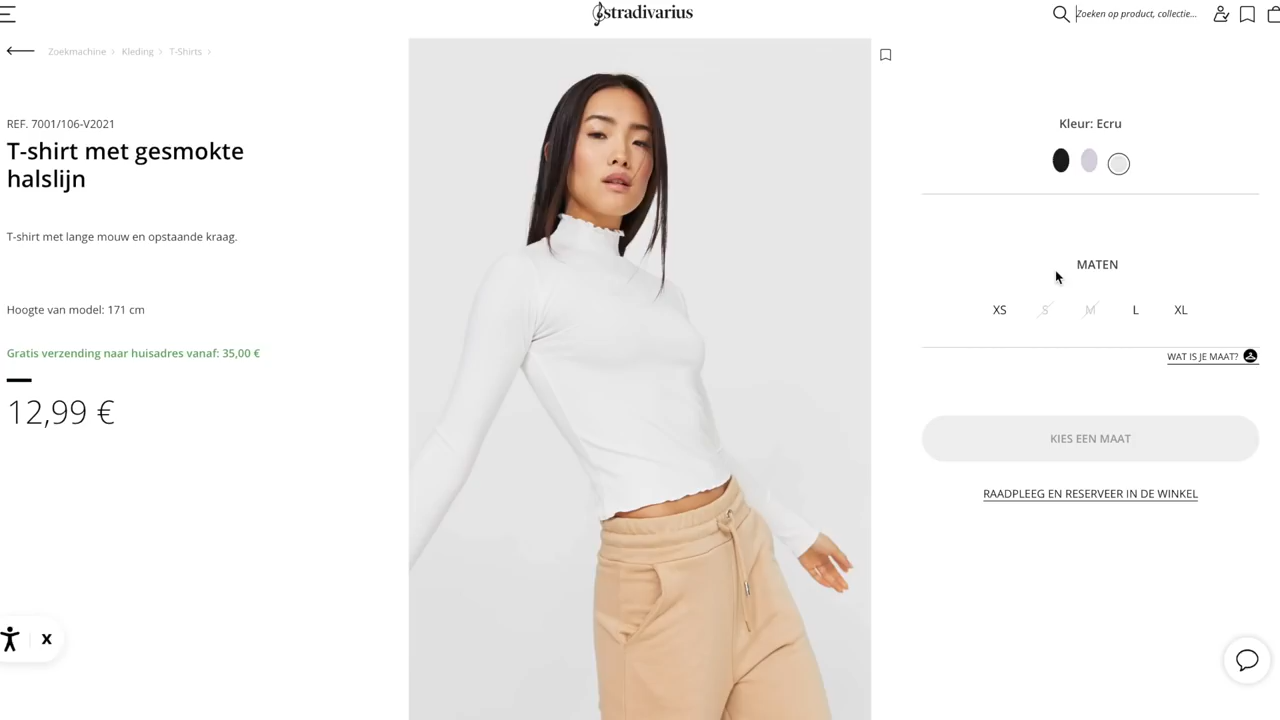 stradivarius
Zoeken op product, collectie...
Zoekmachine > Kleding > T-Shirts >
REF. 7001/106-V2021
T-shirt met gesmokte
halslijn
T-shirt met lange mouw en opstaande kraag.
Hoogte van model: 171 cm
Gratis verzending naar huisadres vanaf: 35,00 €
12,99 €
X
Kleur: Ecru
MATEN
XS S M L XL
WAT IS JE MAAT?
KIES EEN MAAT
RAADPLEEG EN RESERVEER IN DE WINKEL